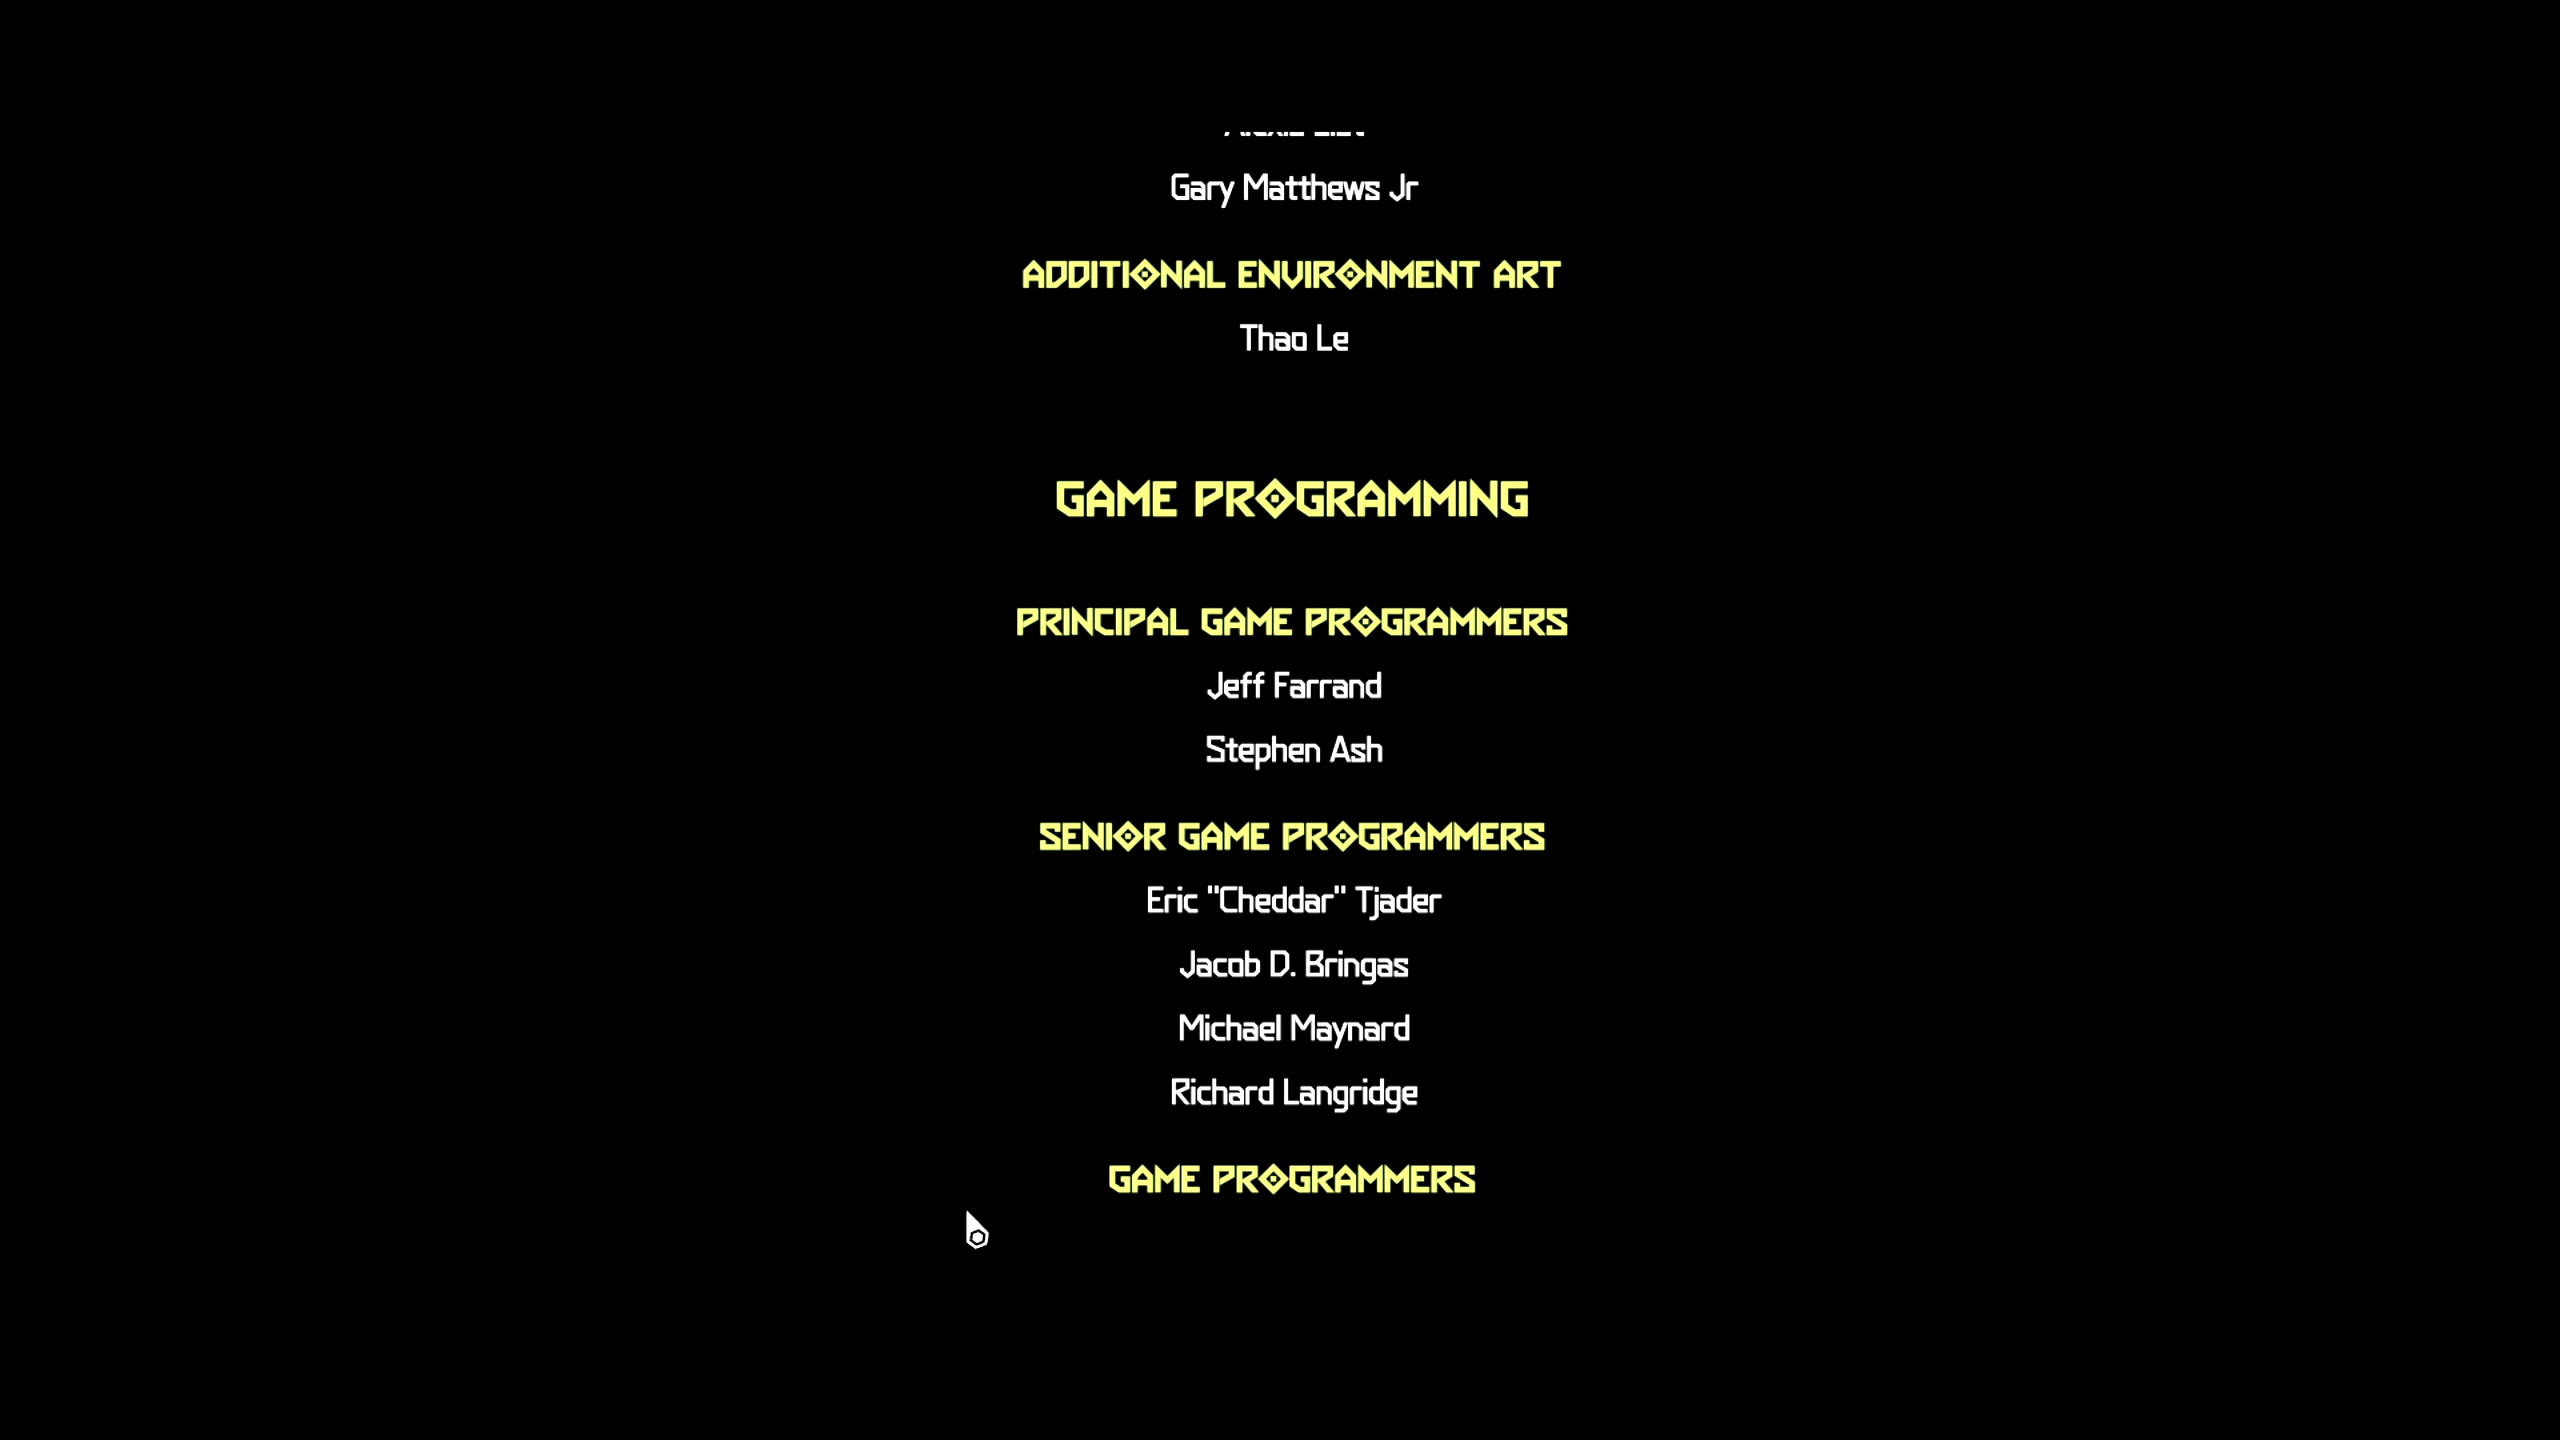 Gary Matthews Jr
ADDITIONAL ENVIRONMENT ART
Thao Le
GAME PROGRAMMING
PRINCIPAL GAME PROGRAMMERS
Jeff Farrand
Stephen Ash
SENIOR GAME PROGRAMMERS
Eric "Cheddar" Tjader
Jacob D. Bringas
Michael Maynard
Richard Langridge
GAME PROGRAMMERS